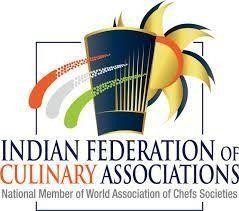 INDIAN FEDERATION OF
CULINARY ASSOCIATIONS
National Member of World Association of Chefs Societies